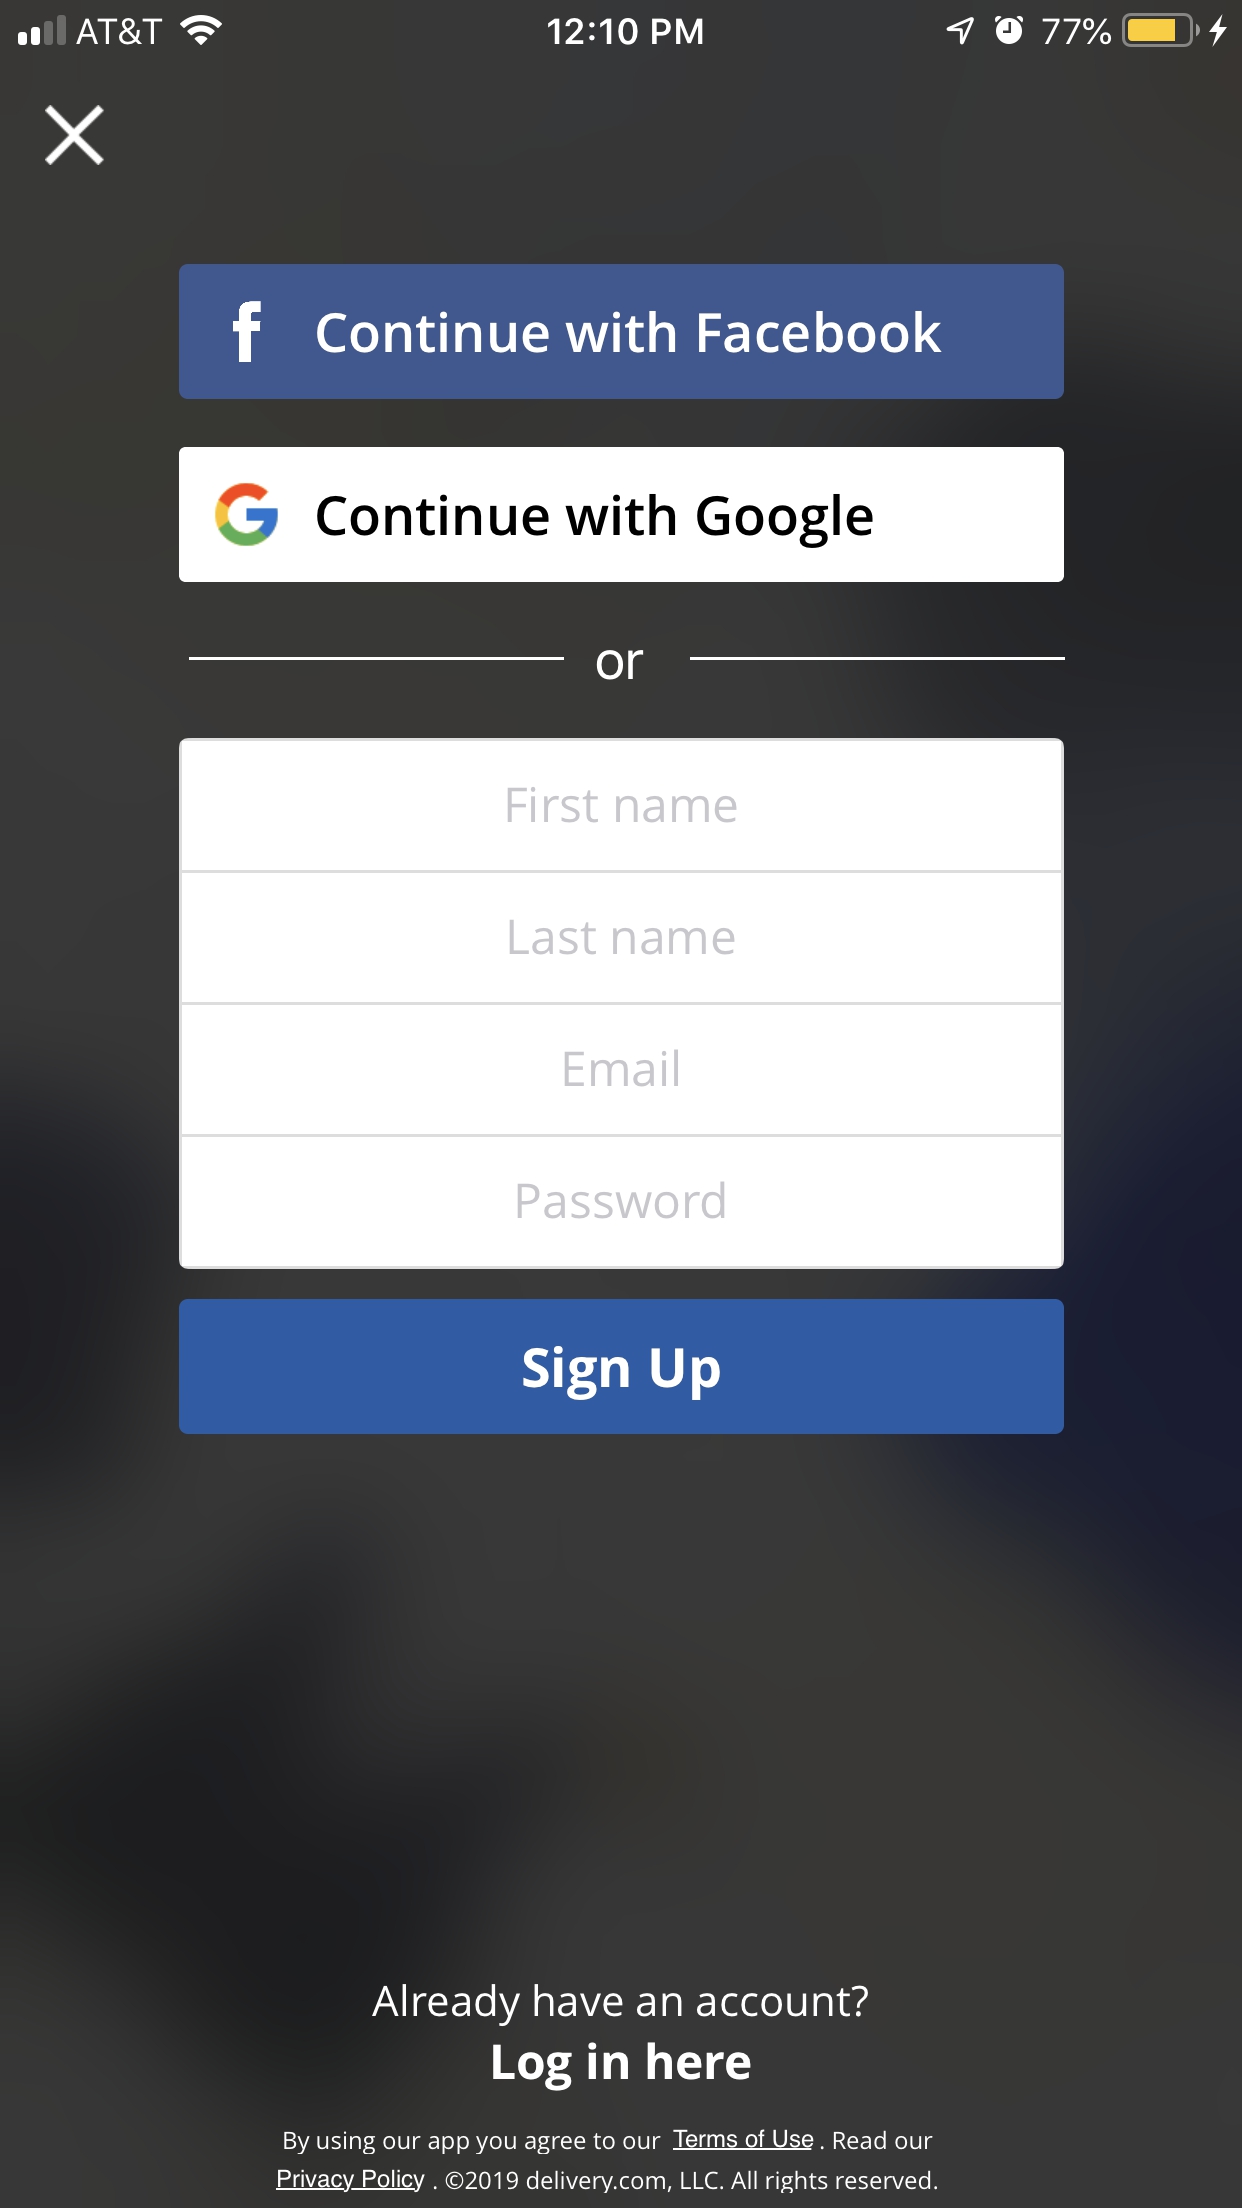 AT&T 12:10 PM 77%
f Continue with Facebook
G Continue with Google
or
First name
Last name
Email
Password
Sign Up
Already have an account?
Log in here
By using our app you agree to our Terms of Use . Read our
Privacy Policy . ©2019 delivery.com, LLC. All rights reserved.